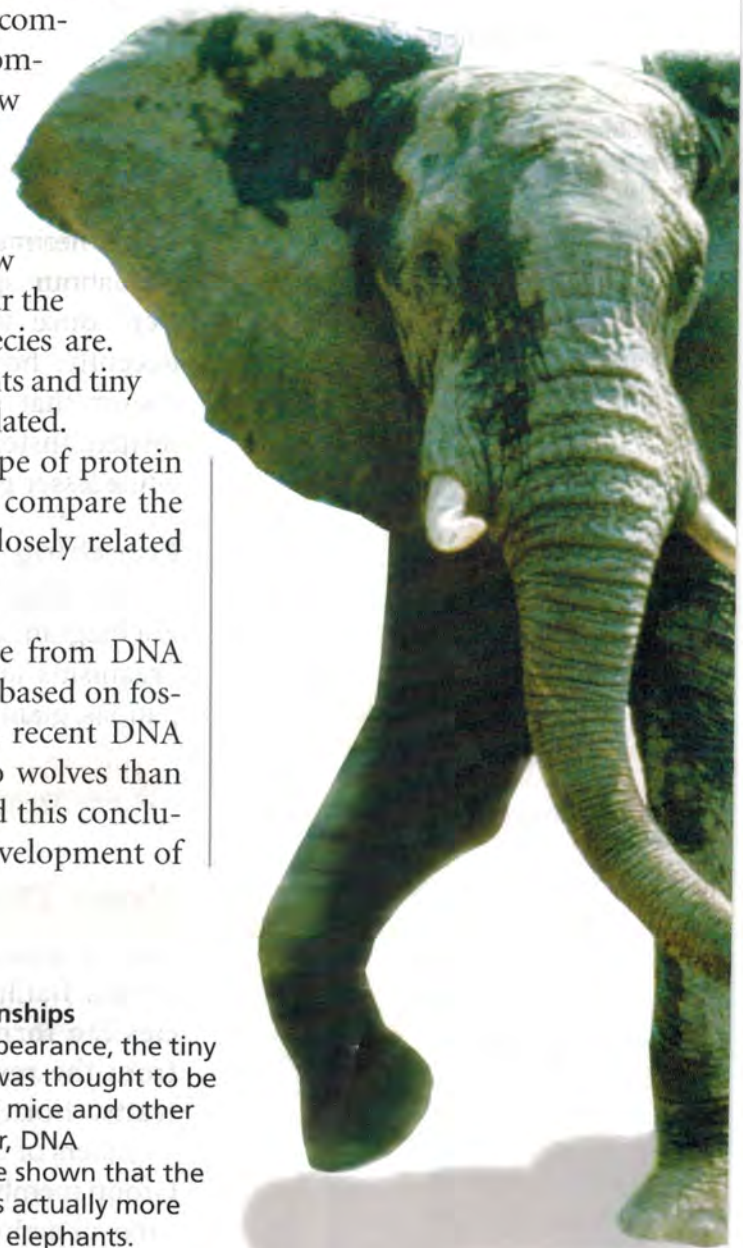 com-
om-
w
w
r the
ecies are.
ts and tiny
lated.
ype of protein
compare the
losely related
e from DNA
based on fos-
recent DNA
o wolves than
d this conclu-
velopment of
nships
pearance, the tiny
was thought to be
mice and other
r, DNA
e shown that the
s actually more
elephants.